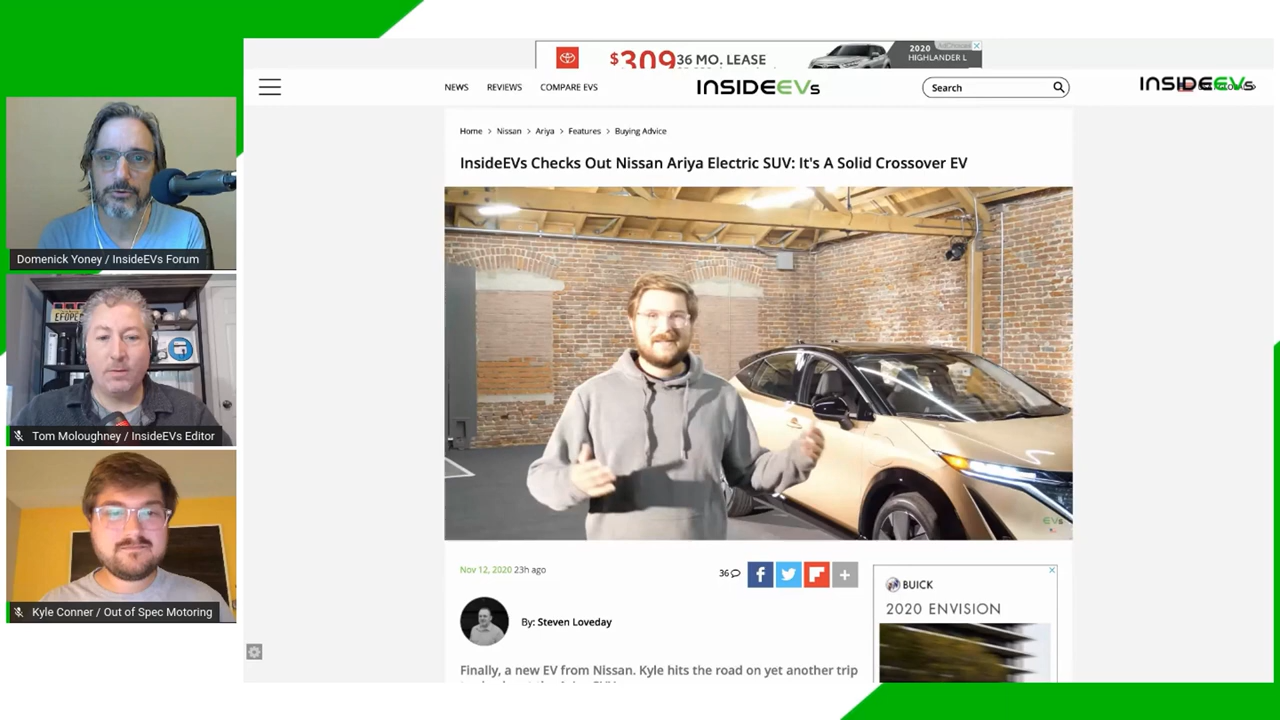 $309 36 MO. LEASE
2020
HIGHLANDER L
NEWS
REVIEWS
COMPARE EVS
INSIDEEVs
Search
INSIDEEVs
Home > Nissan > Ariya > Features > Buying Advice
InsideEVs Checks Out Nissan Ariya Electric SUV: It's A Solid Crossover EV
Domenick Yoney / InsideEVs Forum
Tom Moloughney / InsideEVs Editor
Kyle Conner / Out of Spec Motoring
EVs
Nov 12, 2020 23h ago
36
By: Steven Loveday
BUICK
2020 ENVISION
Finally, a new EV from Nissan. Kyle hits the road on yet another trip